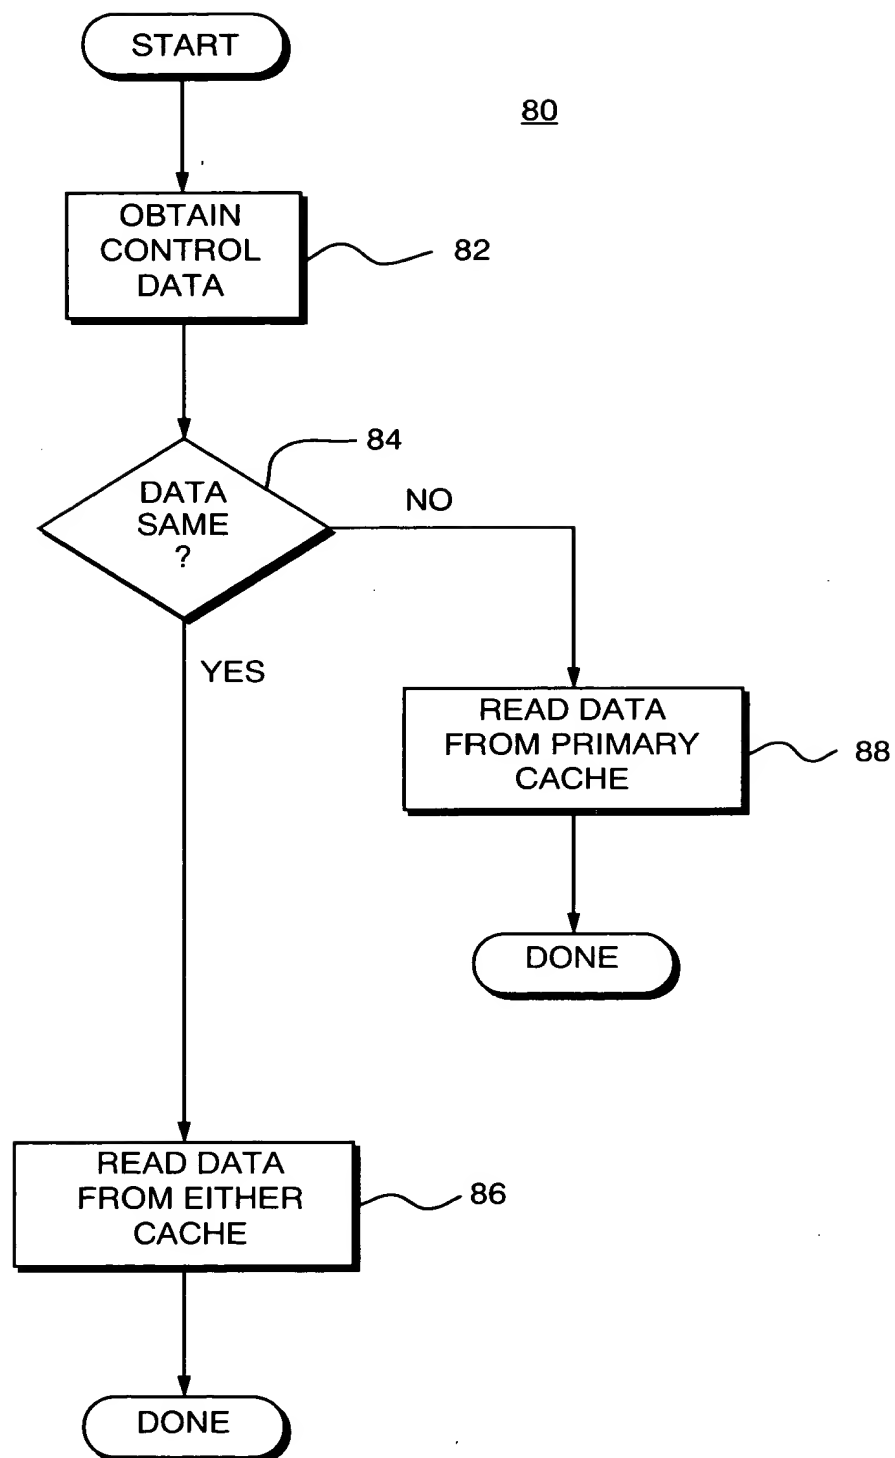 START
80
OBTAIN
CONTROL
DATA
82
84
DATA
SAME
?
NO
YES
READ DATA
FROM PRIMARY
CACHE
88
DONE
READ DATA
FROM EITHER
CACHE
86
DONE